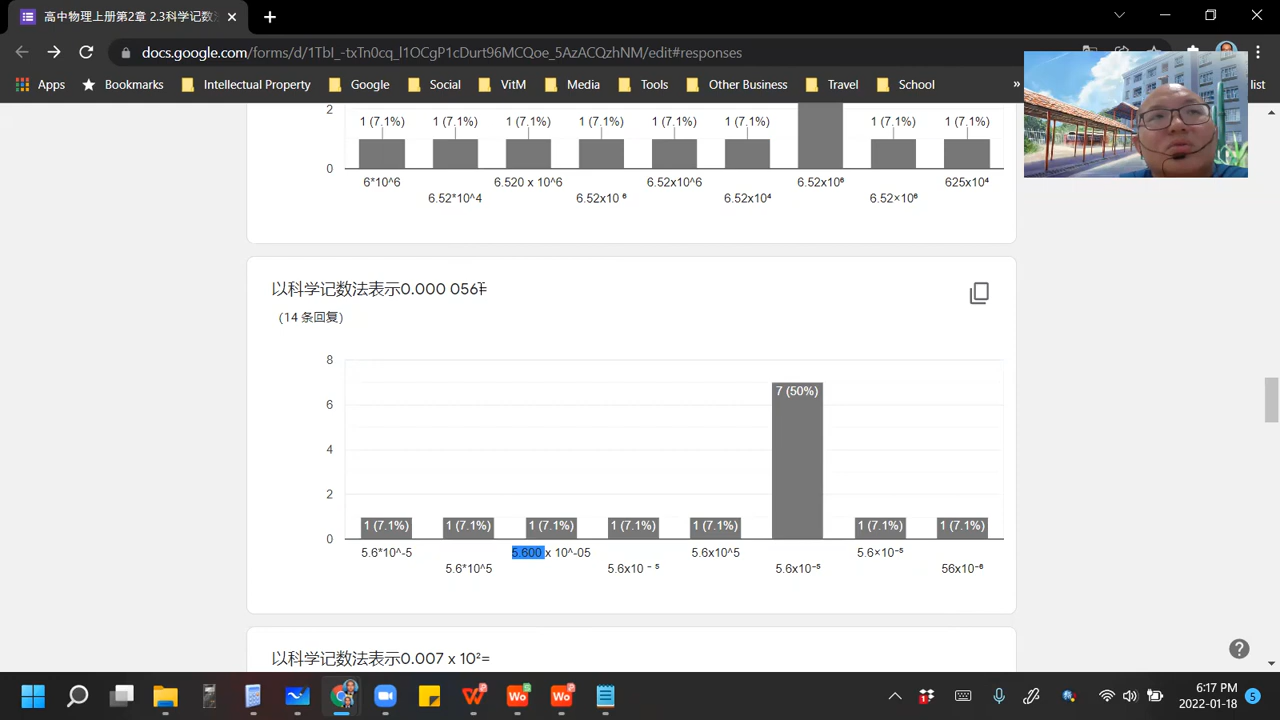 高中物理上册第2章 2.3科学记数
docs.google.com/forms/d/1TbI_-txTn0cq_l1OCqP1cDurt96MCQoe_5AzACQzhNM/edit#responses
Apps Bookmarks Intellectual Property Google Social VitM Media Tools Other Business Travel School » list
2
1 (7.1%) 1 (7.1%) 1 (7.1%) 1 (7.1%) 1 (7.1%) 1 (7.1%) 1 (7.1%) 1 (7.1%)
0
6*10^6 6.520 x 10^6 6.52x10^6 6.52x10⁶ 625x10⁴
6.52*10^4 6.52x10 ⁶ 6.52x10⁴ 6.52×10⁶
以科学记数法表示0.000 056=
(14 条回复)
8
7 (50%)
6
4
2
1 (7.1%) 1 (7.1%) 1 (7.1%) 1 (7.1%) 1 (7.1%) 1 (7.1%) 1 (7.1%)
0
5.6*10^-5 5.600 x 10^-05 5.6x10^5 5.6×10⁻⁵
5.6*10^5 5.6x10 ⁻ ⁵ 5.6x10⁻⁵ 56x10⁻⁶
以科学记数法表示0.007 x 10²=
6:17 PM
2022-01-18
5